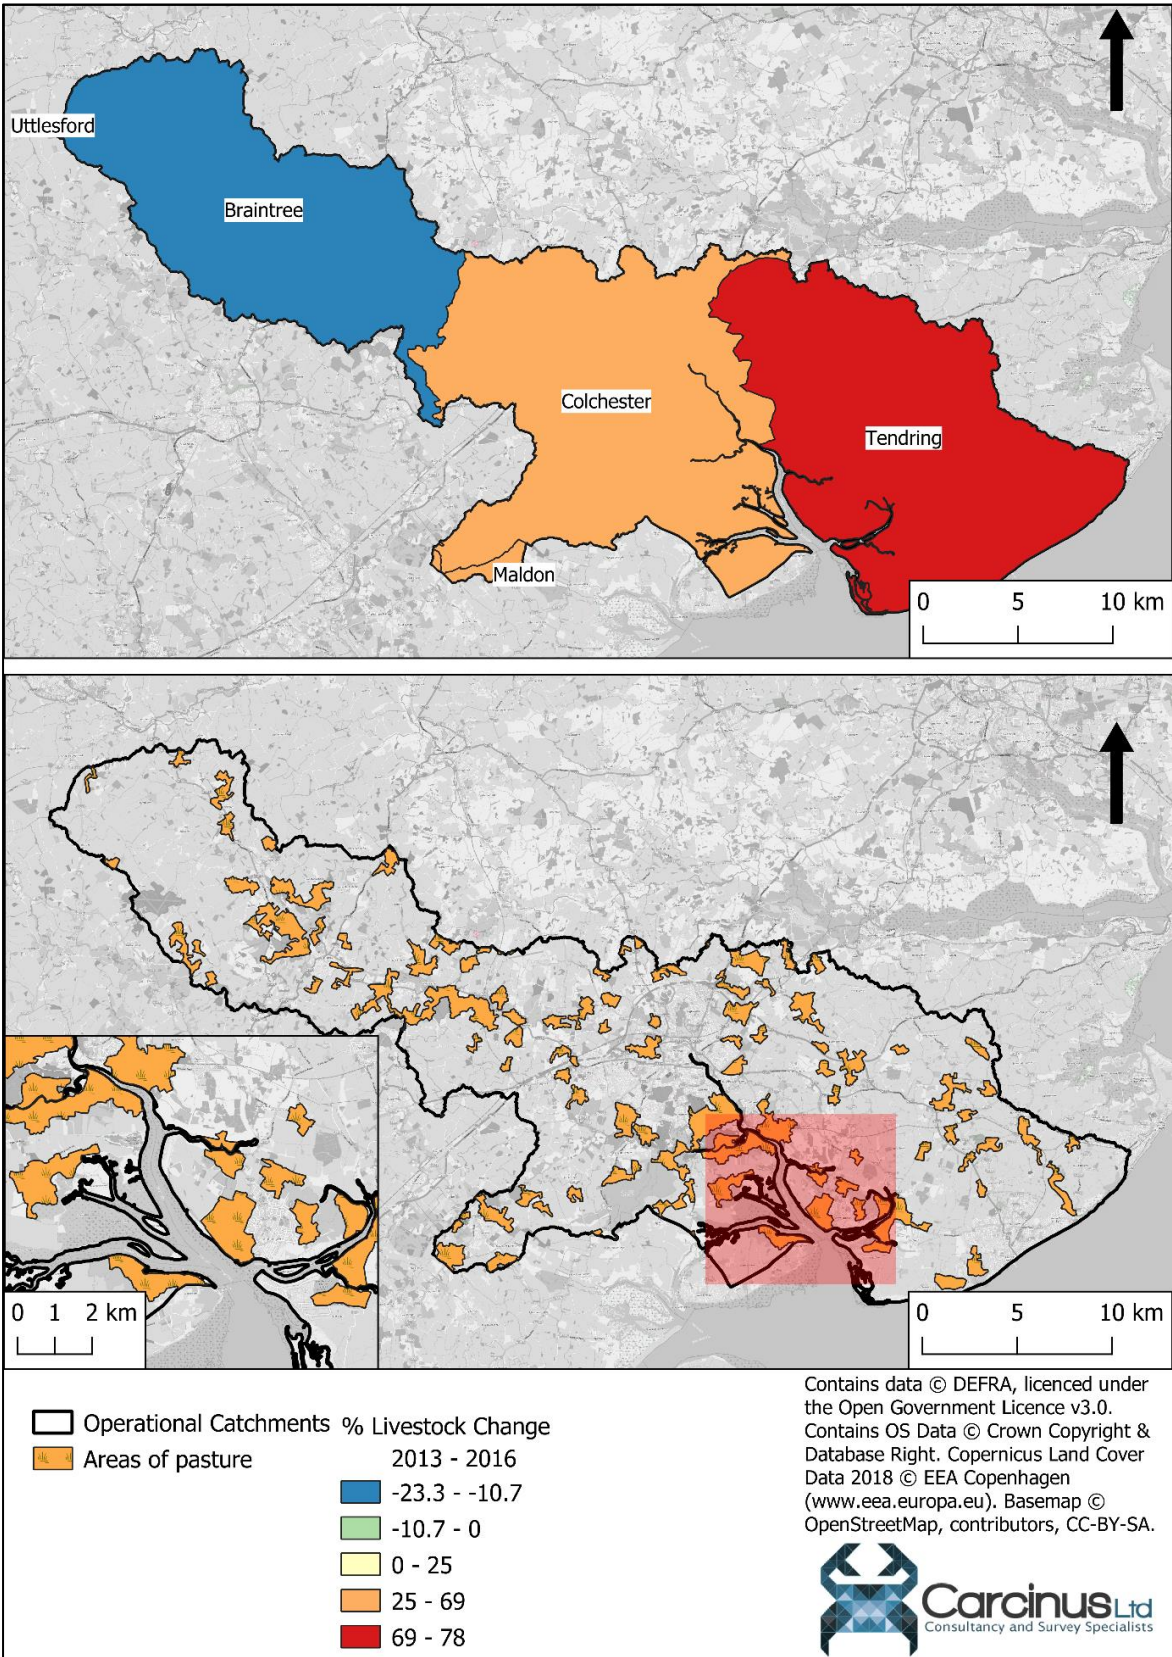 Uttlesford
Braintree
Colchester
Tendring
Maldon
0 5 10 km
0 1 2 km
0 5 10 km
Operational Catchments
Areas of pasture
% Livestock Change
2013 - 2016
-23.3 - -10.7
-10.7 - 0
0 - 25
25 - 69
69 - 78
Contains data © DEFRA, licenced under
the Open Government Licence v3.0.
Contains OS Data © Crown Copyright &
Database Right. Copernicus Land Cover
Data 2018 © EEA Copenhagen
(www.eea.europa.eu). Basemap ©
OpenStreetMap, contributors, CC-BY-SA.
Carcinus Ltd
Consultancy and Survey Specialists